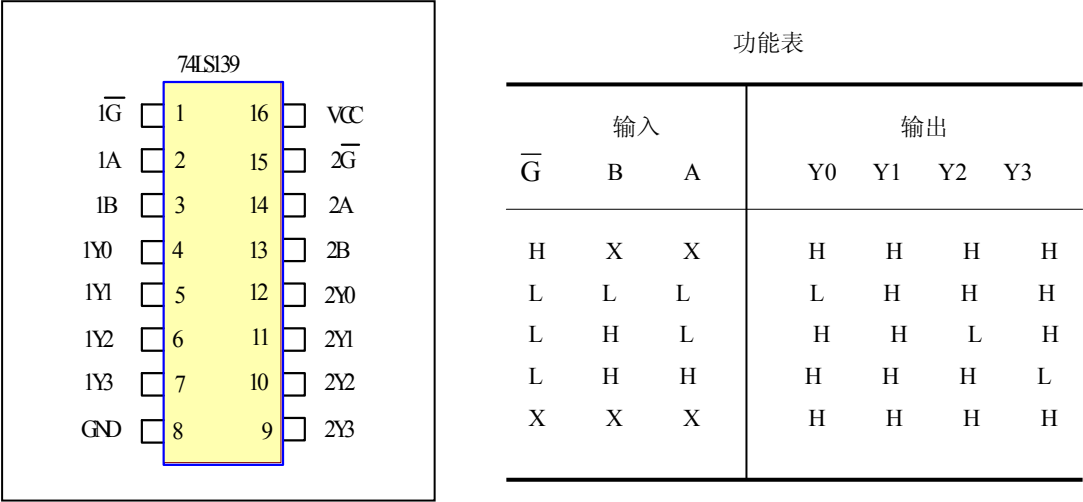 74LS139
1G̅ 1 16 VCC
1A 2 15 2G̅
1B 3 14 2A
1Y0 4 13 2B
1Y1 5 12 2Y0
1Y2 6 11 2Y1
1Y3 7 10 2Y2
GND 8 9 2Y3
功能表
输入 输出
G̅ B A Y0 Y1 Y2 Y3
H X X H H H H
L L L L H H H
L H L H H L H
L H H H H H L
X X X H H H H